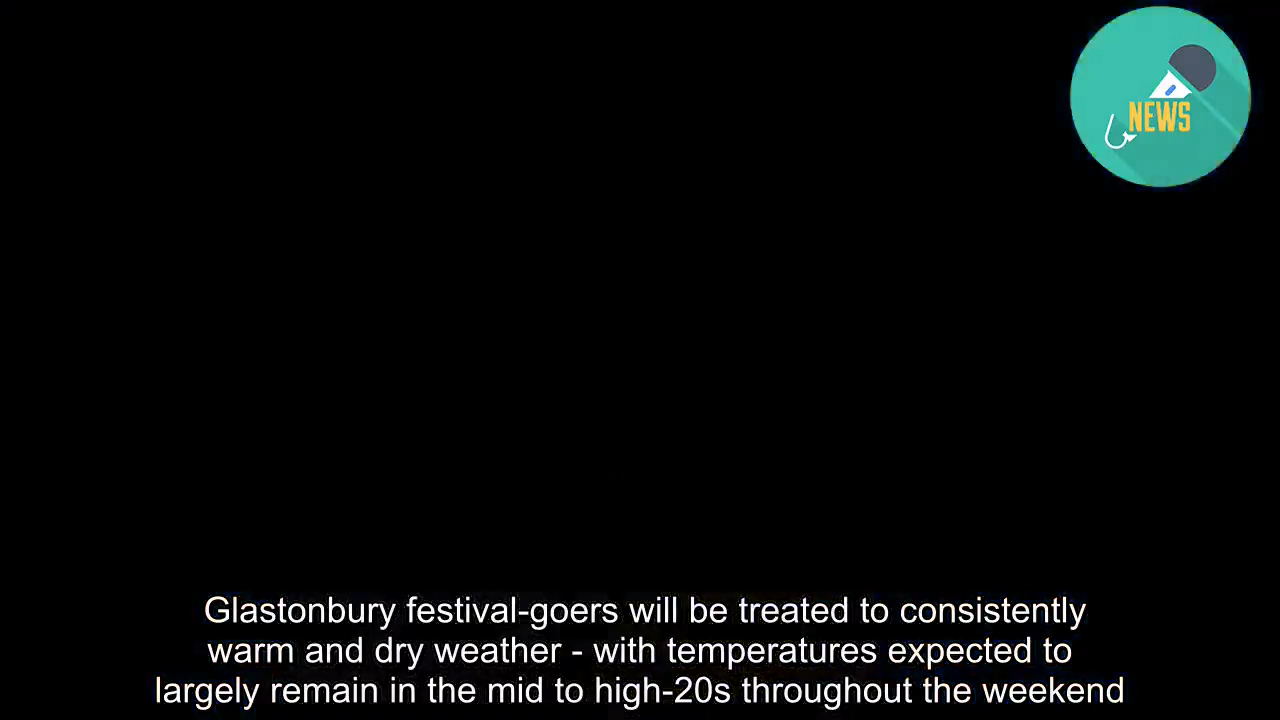 NEWS
Glastonbury festival-goers will be treated to consistently
warm and dry weather - with temperatures expected to
largely remain in the mid to high-20s throughout the weekend